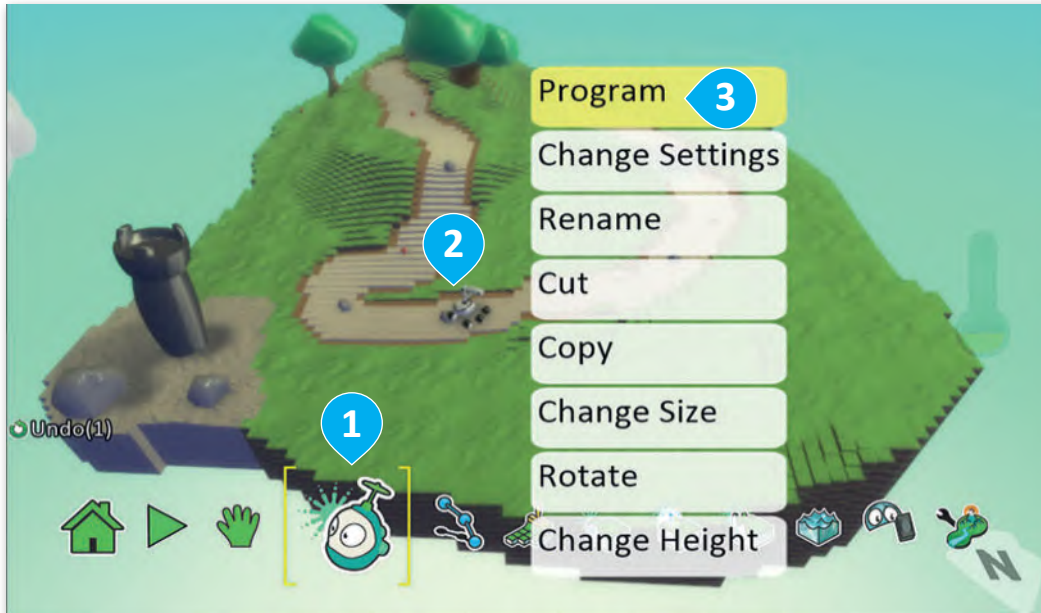 Program
3
Change Settings
Rename
2
Cut
Copy
Change Size
1
Undo(1)
Rotate
Change Height
N